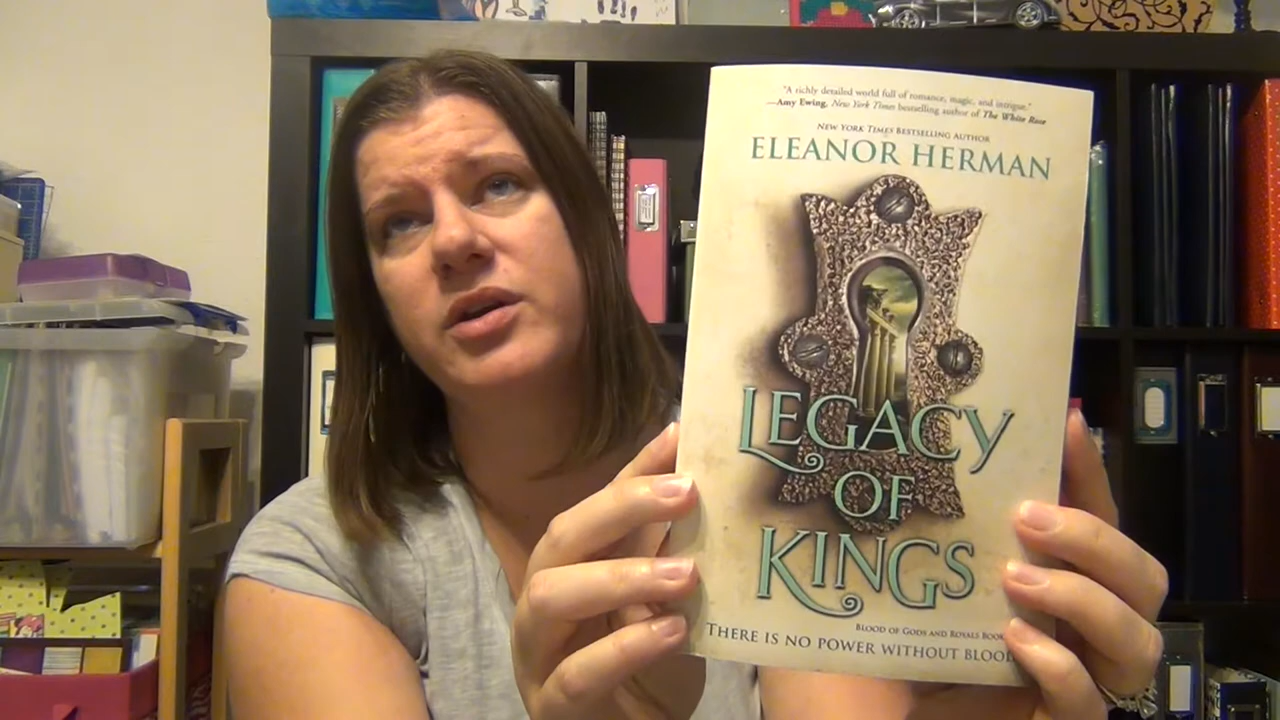 "A richly detailed world full of romance, magic, and intrigue."
—Amy Ewing, New York Times bestselling author of The White Rose
NEW YORK TIMES BESTSELLING AUTHOR
ELEANOR HERMAN
LEGACY
OF
KINGS
BLOOD OF GODS AND ROYALS BOOK
THERE IS NO POWER WITHOUT BLOOD